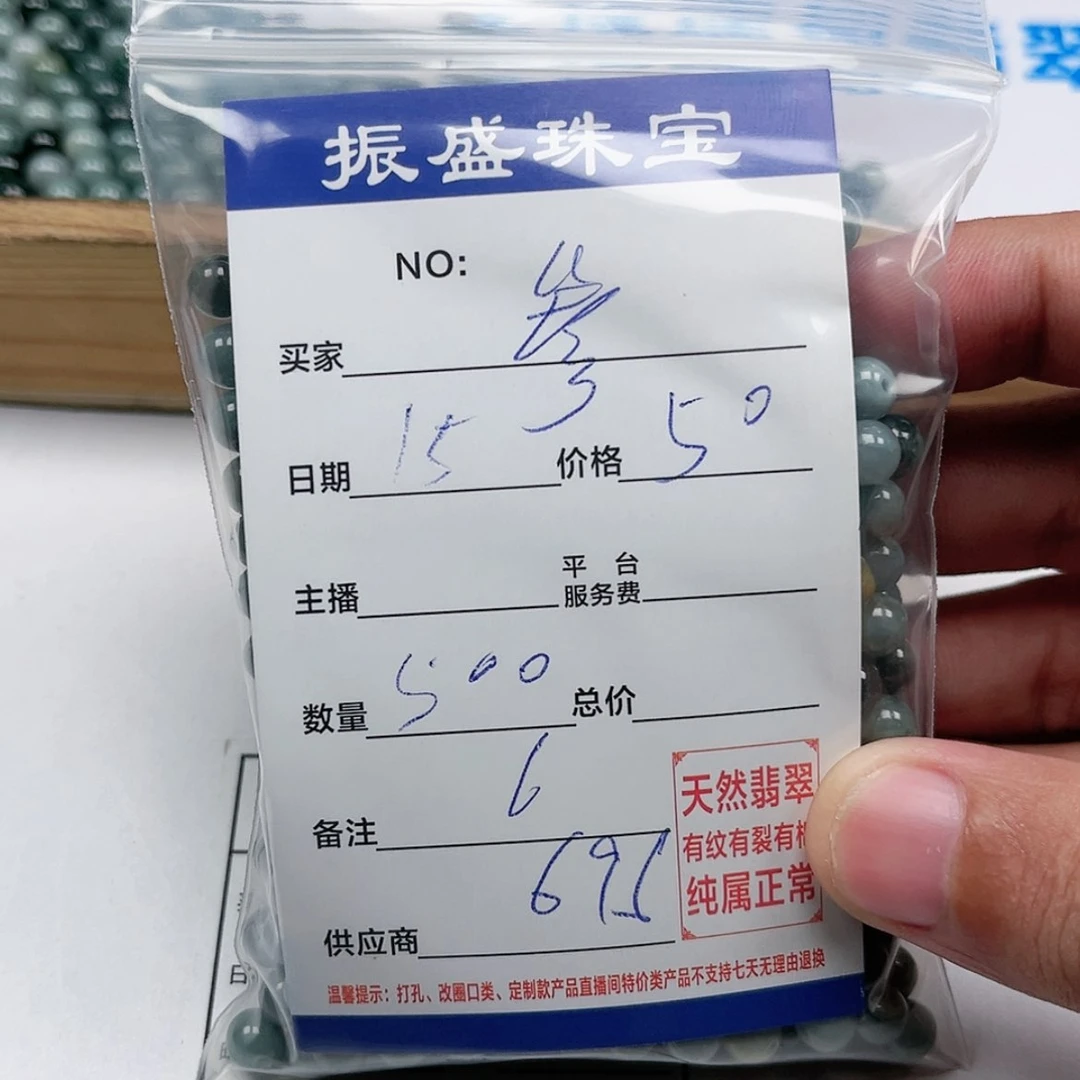 翠
振盛珠宝
NO:
买家
日期 15 价格 50
主播 平台服务费
数量 500 总价
6
备注
供应商
天然翡翠
有纹有裂有
纯属正常
温馨提示：打孔、改圈口类、定制款产品直播间特价类产品不支持七天无理由退换